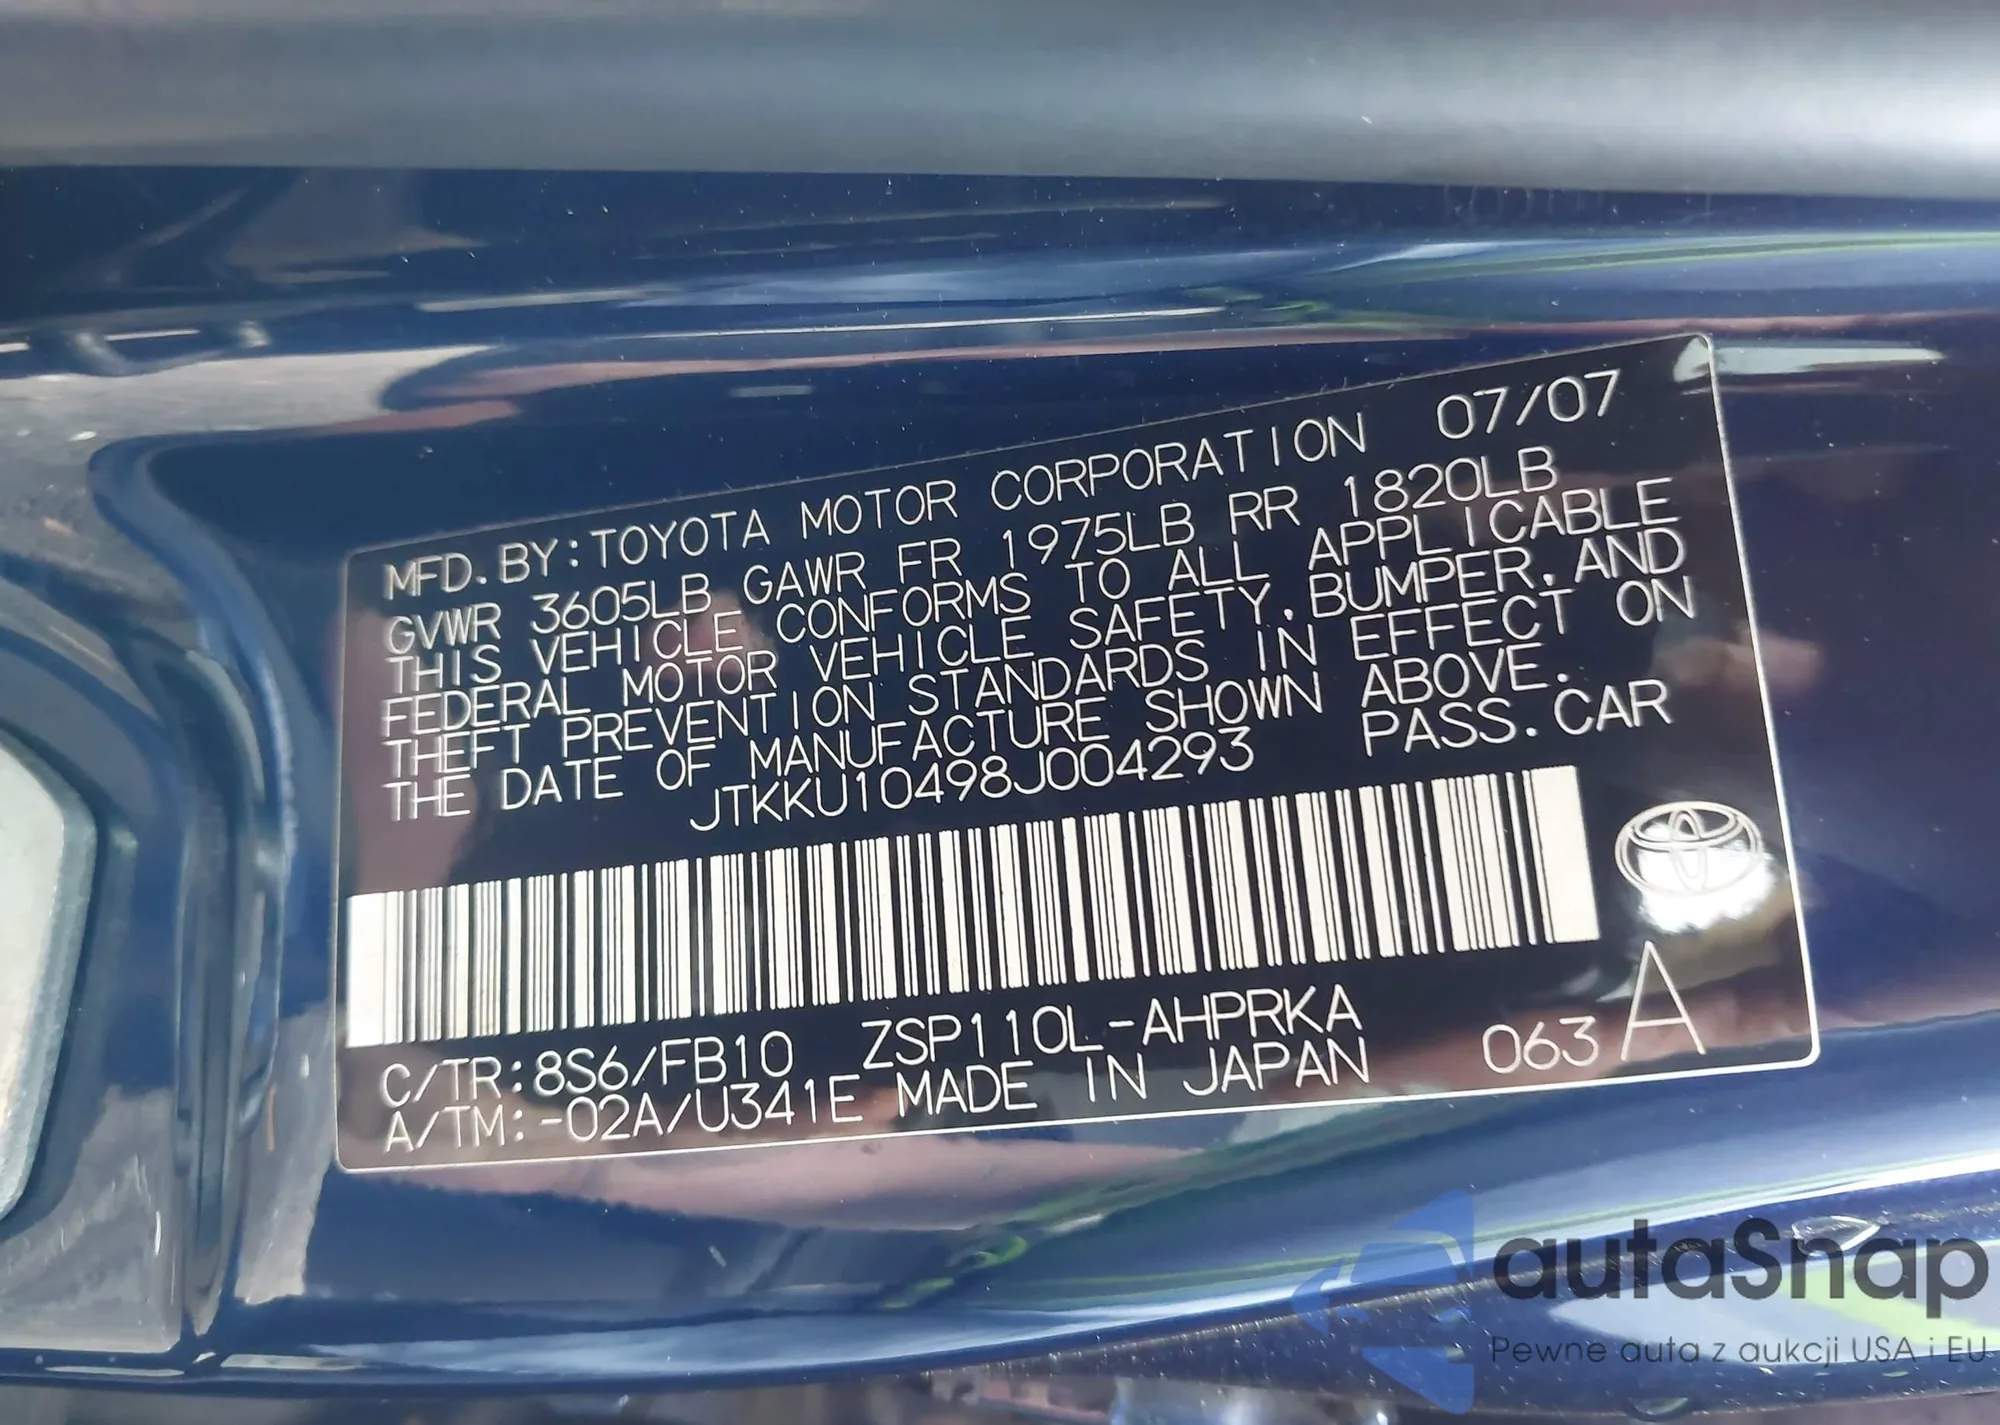 MFD. BY: TOYOTA MOTOR CORPORATION 07/07
GVWR 3605LB GAWR FR 1975LB RR 1820LB
THIS VEHICLE CONFORMS TO ALL APPLICABLE
FEDERAL MOTOR VEHICLE SAFETY, BUMPER, AND
THEFT PREVENTION STANDARDS IN EFFECT ON
THE DATE OF MANUFACTURE SHOWN ABOVE.
JTKKU10498J004293 PASS. CAR
C/TR: 8S6/FB10 ZSP110L-AHPRKA
A/TM: -02A/U341E MADE IN JAPAN 063 A
autaSnap
Pewne auta z aukcji USA i EU